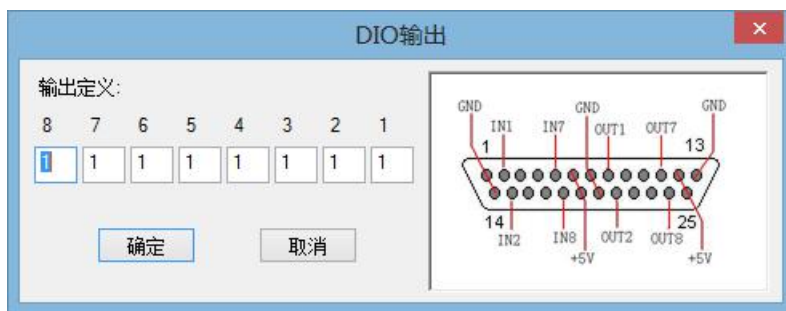 DIO输出
输出定义:
8 7 6 5 4 3 2 1
1 1 1 1 1 1 1 1
确定 取消
GND GND GND
IN1 IN7 OUT1 OUT7
1 13
14 25
IN2 IN8 OUT2 OUT8
+5V +5V